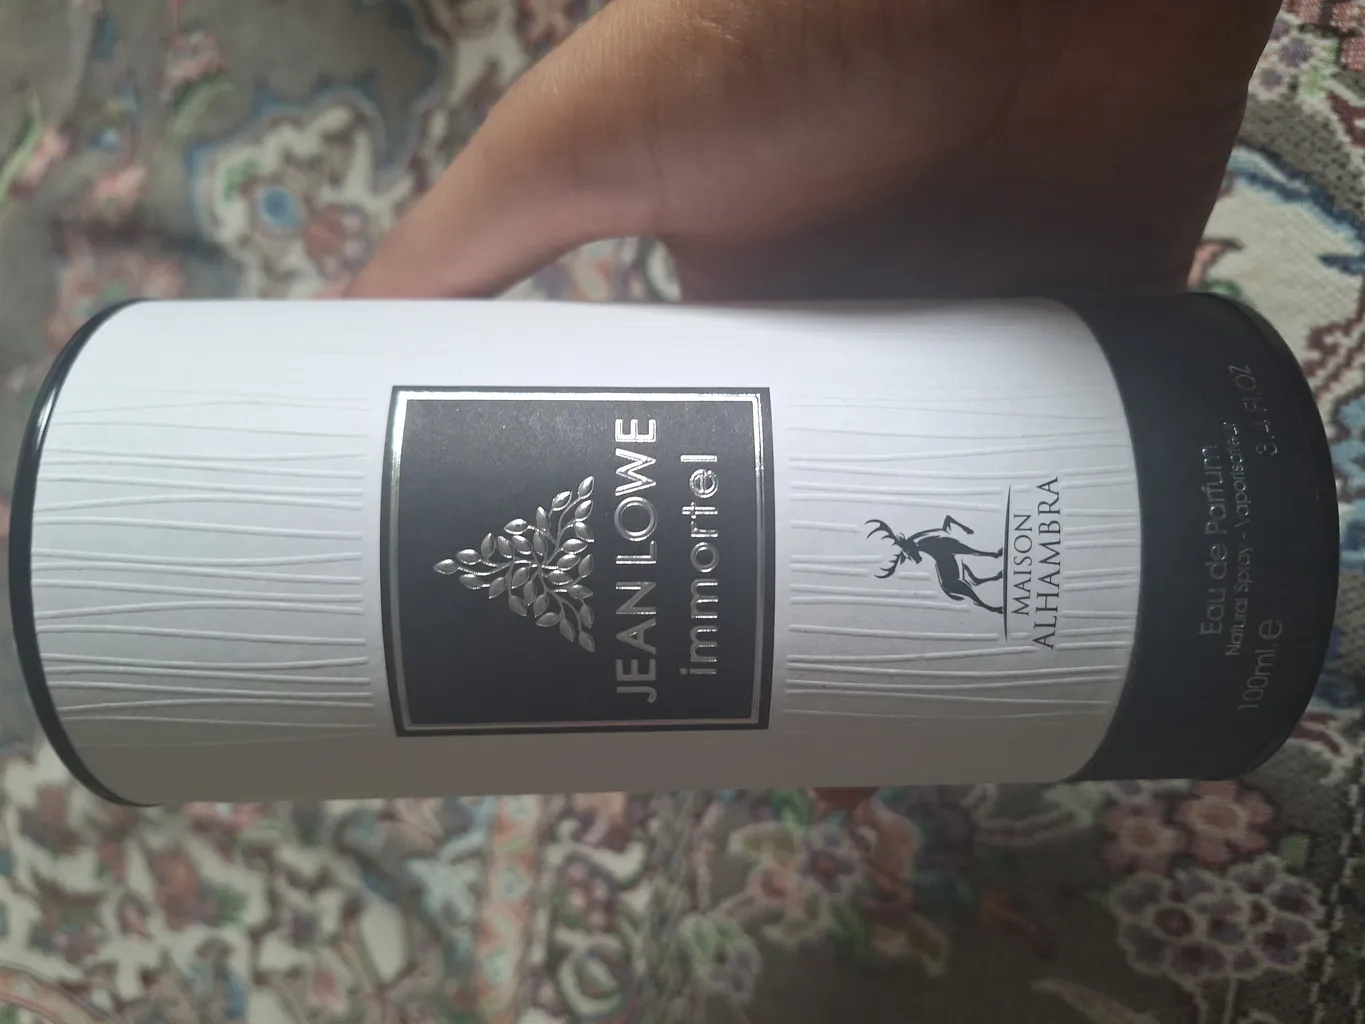 JEAN LOWE
immortel
MAISON
ALHAMBRA
Eau de Parfum
Natural Spray - Vaporisateur
100ml.e 3.4 Fl.OZ